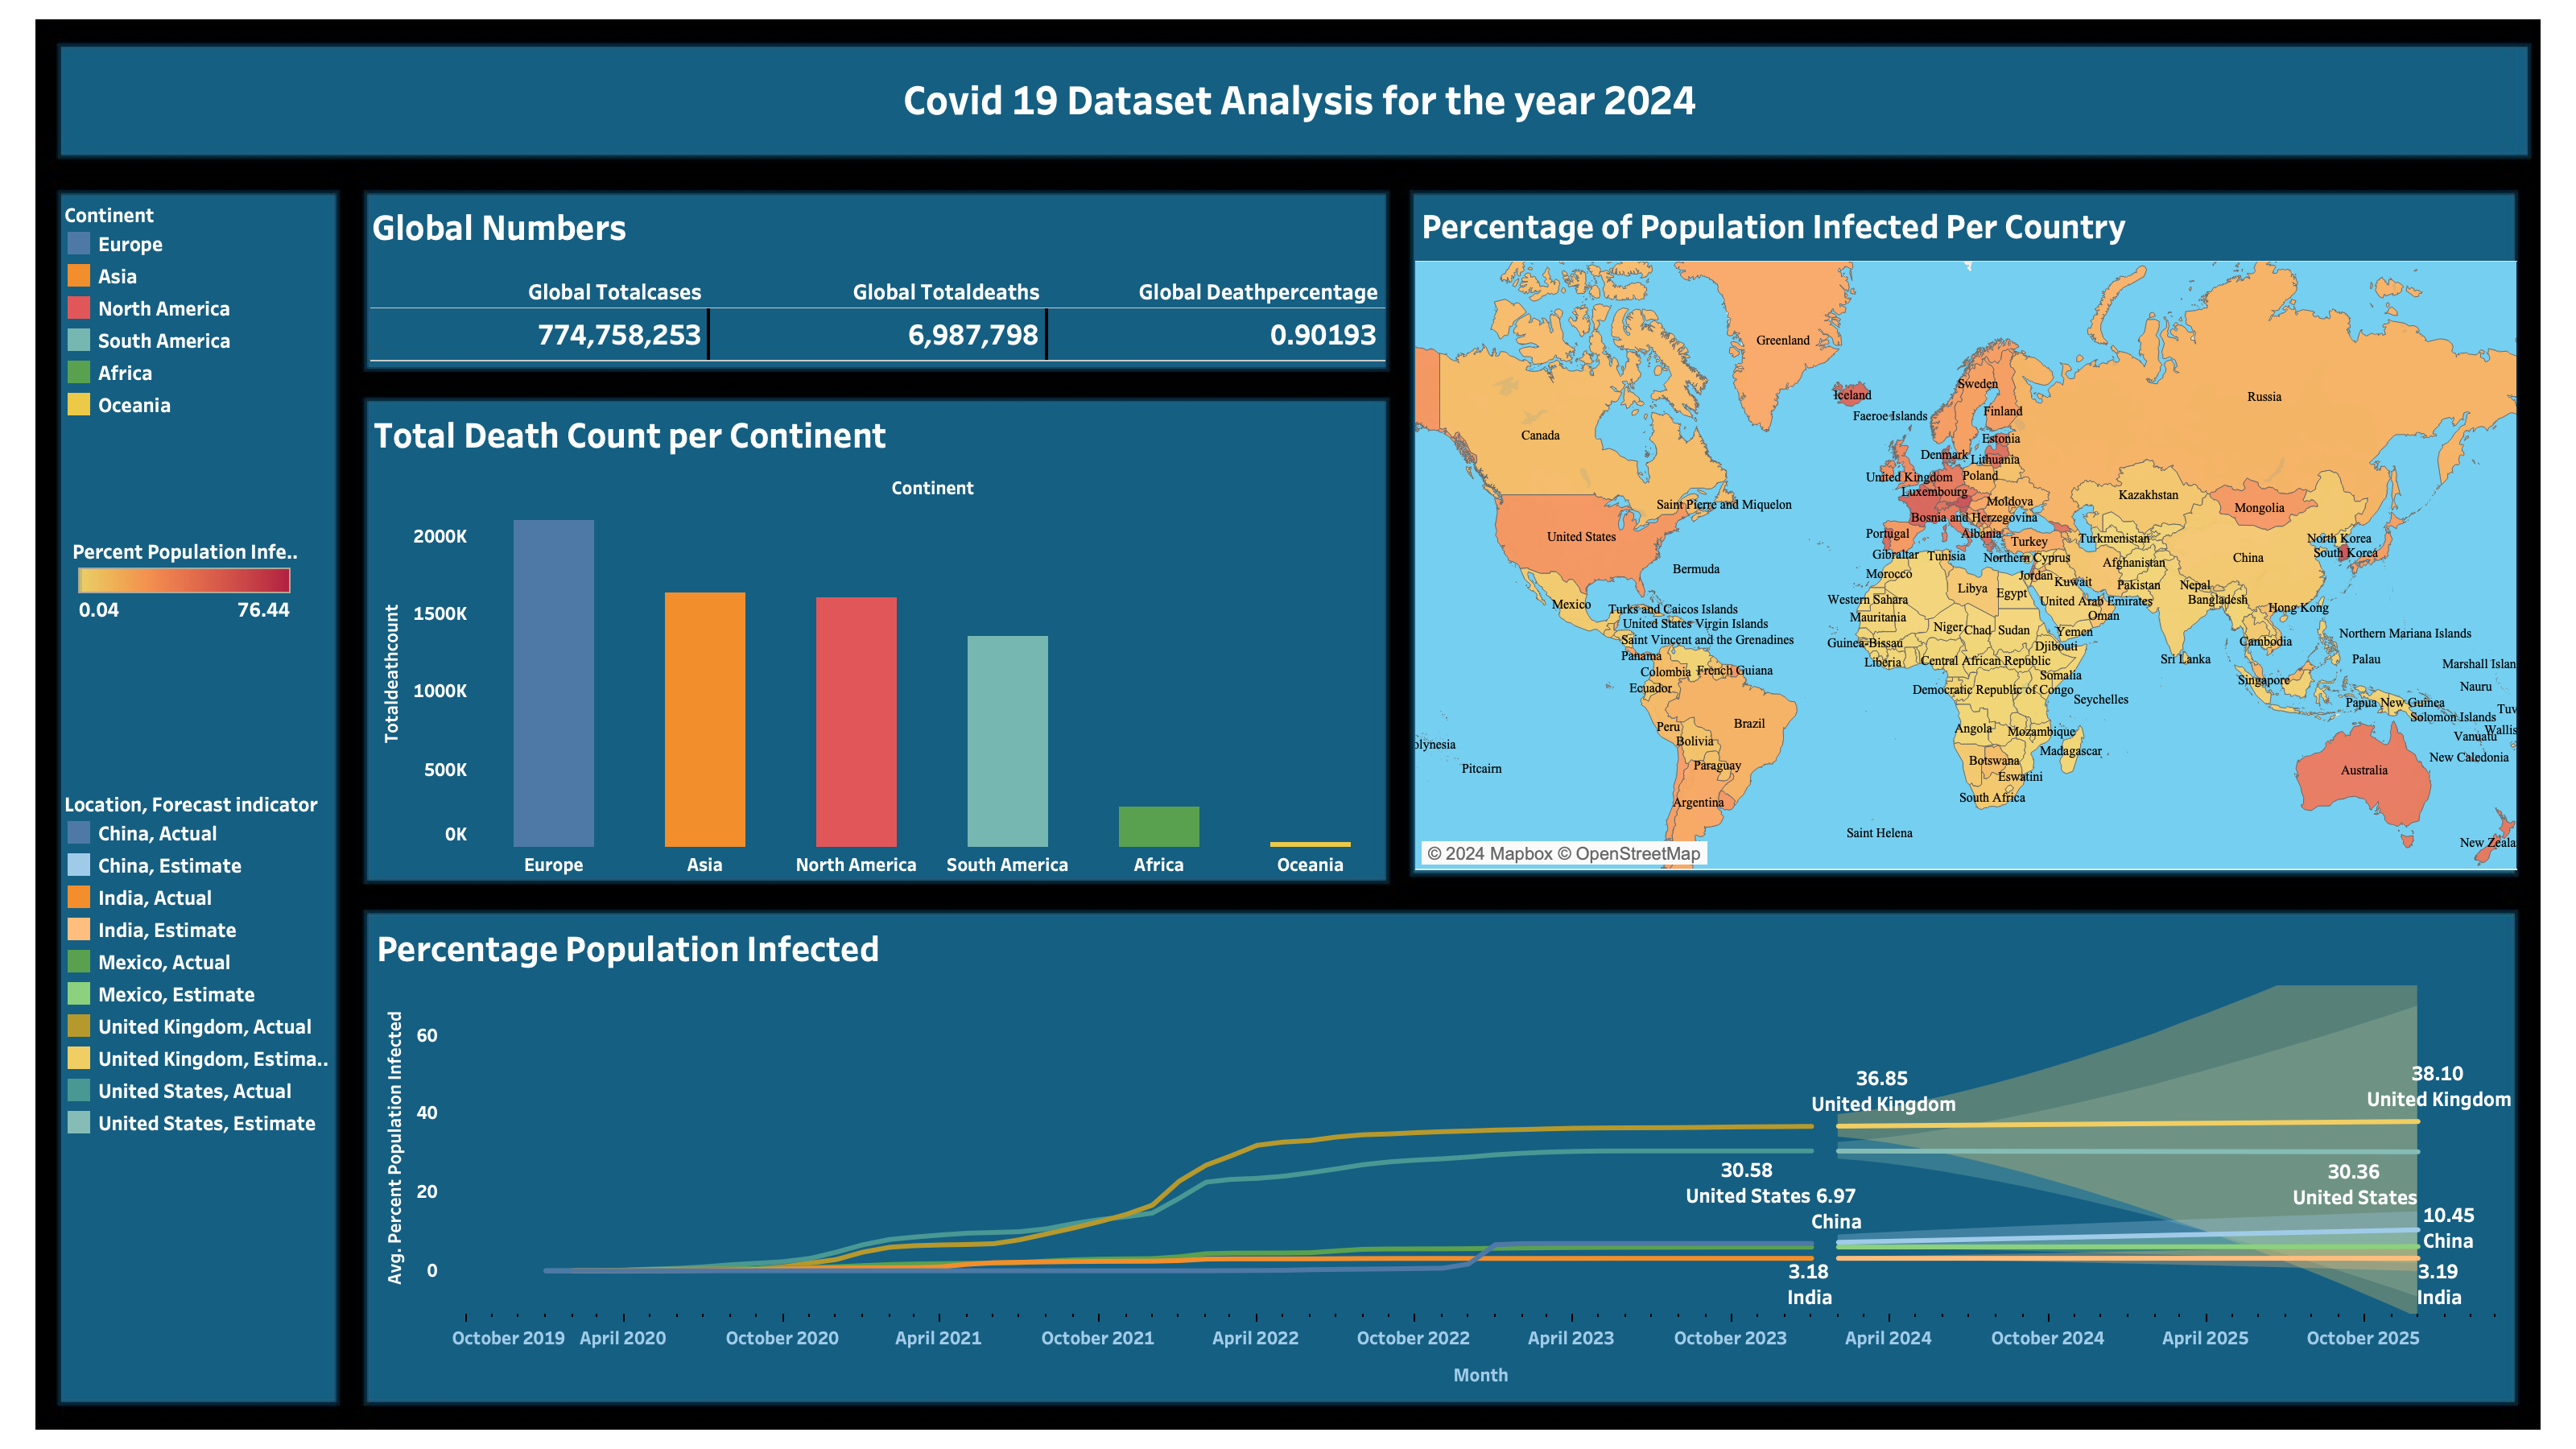 Covid 19 Dataset Analysis for the year 2024
Continent
Europe
Asia
North America
South America
Africa
Oceania
Percent Population Infe..
0.04 76.44
Location, Forecast indicator
China, Actual
China, Estimate
India, Actual
India, Estimate
Mexico, Actual
Mexico, Estimate
United Kingdom, Actual
United Kingdom, Estima..
United States, Actual
United States, Estimate
Global Numbers
Global Totalcases Global Totaldeaths Global Deathpercentage
774,758,253 6,987,798 0.90193
Total Death Count per Continent
Continent
Totaldeathcount
2000K
1500K
1000K
500K
0K
Europe Asia North America South America Africa Oceania
Percentage of Population Infected Per Country
Greenland
Iceland
Sweden
Russia
Faeroe Islands
Finland
Canada
Estonia
Denmark
Lithuania
United Kingdom
Poland
Luxembourg
Kazakhstan
Moldova
Saint Pierre and Miquelon
Mongolia
Bosnia and Herzegovina
United States
Portugal
Albania
Turkey
Turkmenistan
North Korea
South Korea
Gibraltar
Tunisia
Northern Cyprus
China
Afghanistan
Bermuda
Morocco
Jordan
Kuwait
Pakistan
Nepal
Libya
Egypt
Western Sahara
United Arab Emirates
Bangladesh
Mexico
Turks and Caicos Islands
Hong Kong
Mauritania
Oman
United States Virgin Islands
Niger
Chad
Sudan
Yemen
Northern Mariana Islands
Saint Vincent and the Grenadines
Guinea-Bissau
Djibouti
Cambodia
Panama
Liberia
Central African Republic
Sri Lanka
Palau
Marshall Islan
Colombia
French Guiana
Somalia
Singapore
Ecuador
Democratic Republic of Congo
Nauru
Seychelles
Papua New Guinea
Tuv
Solomon Islands
Brazil
Peru
Angola
Mozambique
Wallis
Vanuatu
Bolivia
olynesia
Madagascar
New Caledonia
Pitcairn
Paraguay
Botswana
Australia
Eswatini
Argentina
South Africa
Saint Helena
New Zeala
© 2024 Mapbox © OpenStreetMap
Percentage Population Infected
Avg. Percent Population Infected
60
40
20
0
36.85
United Kingdom
38.10
United Kingdom
30.58
United States
6.97
China
30.36
United States
10.45
China
3.18
India
3.19
India
October 2019 April 2020 October 2020 April 2021 October 2021 April 2022 October 2022 April 2023 October 2023 April 2024 October 2024 April 2025 October 2025
Month